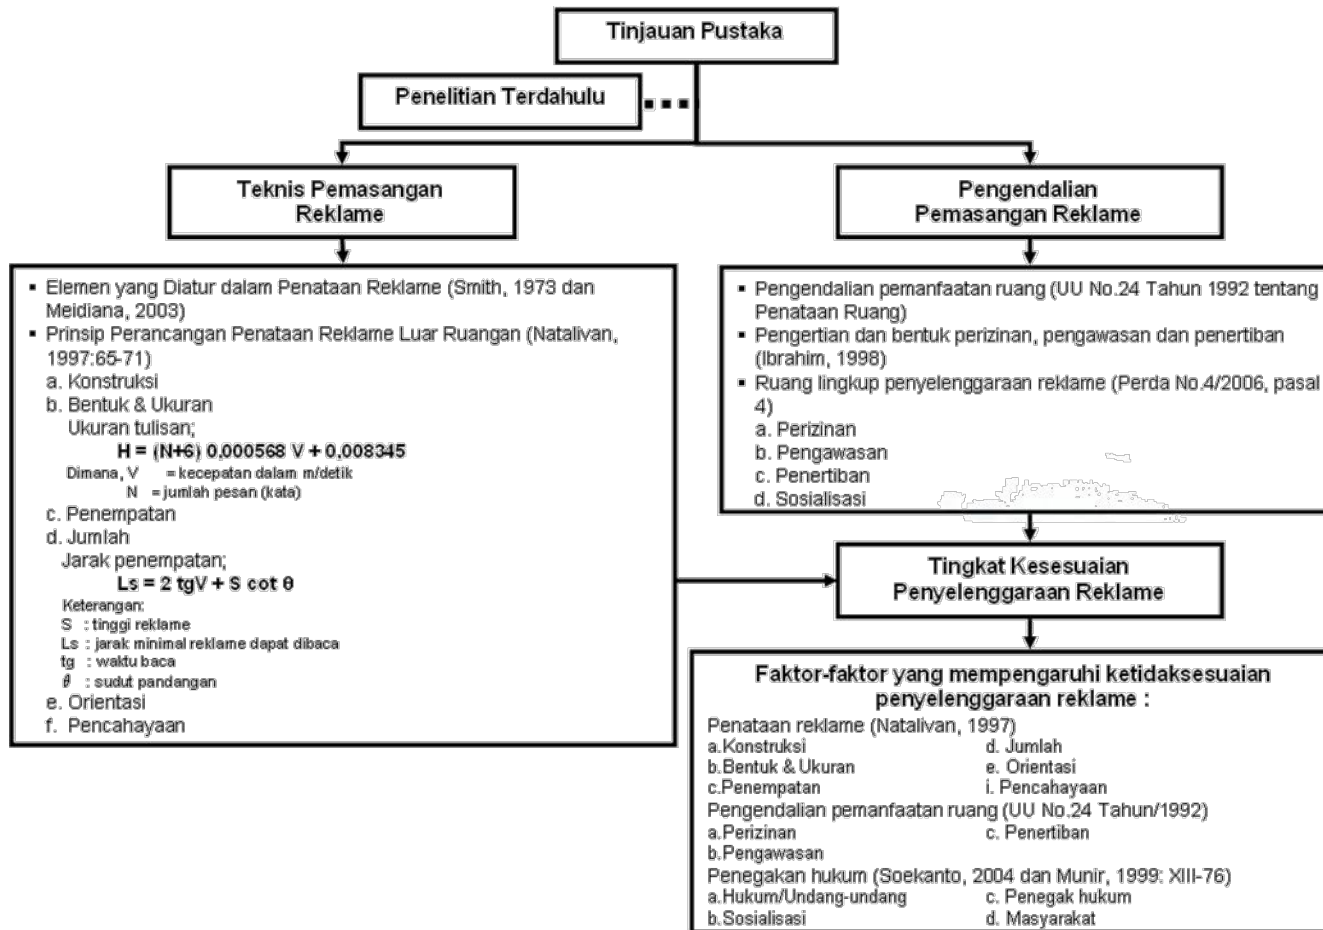 Tinjauan Pustaka
Penelitian Terdahulu
Teknis Pemasangan
Reklame
Pengendalian
Pemasangan Reklame
▪ Elemen yang Diatur dalam Penataan Reklame (Smith, 1973 dan
Meidiana, 2003)
▪ Prinsip Perancangan Penataan Reklame Luar Ruangan (Natalivan,
1997:65-71)
a. Konstruksi
b. Bentuk & Ukuran
Ukuran tulisan;
H = (N+6) 0,000568 V + 0,008345
Dimana, V = kecepatan dalam m/detik
N = jumlah pesan (kata)
c. Penempatan
d. Jumlah
Jarak penempatan;
Ls = 2 tgV + S cot θ
Keterangan:
S : tinggi reklame
Ls : jarak minimal reklame dapat dibaca
tg : waktu baca
θ : sudut pandangan
e. Orientasi
f. Pencahayaan
▪ Pengendalian pemanfaatan ruang (UU No.24 Tahun 1992 tentang
Penataan Ruang)
▪ Pengertian dan bentuk perizinan, pengawasan dan penertiban
(Ibrahim, 1998)
▪ Ruang lingkup penyelenggaraan reklame (Perda No.4/2006, pasal
4)
a. Perizinan
b. Pengawasan
c. Penertiban
d. Sosialisasi
Tingkat Kesesuaian
Penyelenggaraan Reklame
Faktor-faktor yang mempengaruhi ketidaksesuaian
penyelenggaraan reklame :
Penataan reklame (Natalivan, 1997)
a.Konstruksi d. Jumlah
b.Bentuk & Ukuran e. Orientasi
c.Penempatan i. Pencahayaan
Pengendalian pemanfaatan ruang (UU No.24 Tahun/1992)
a.Perizinan c. Penertiban
b.Pengawasan
Penegakan hukum (Soekanto, 2004 dan Munir, 1999: XIII-76)
a.Hukum/Undang-undang c. Penegak hukum
b.Sosialisasi d. Masyarakat